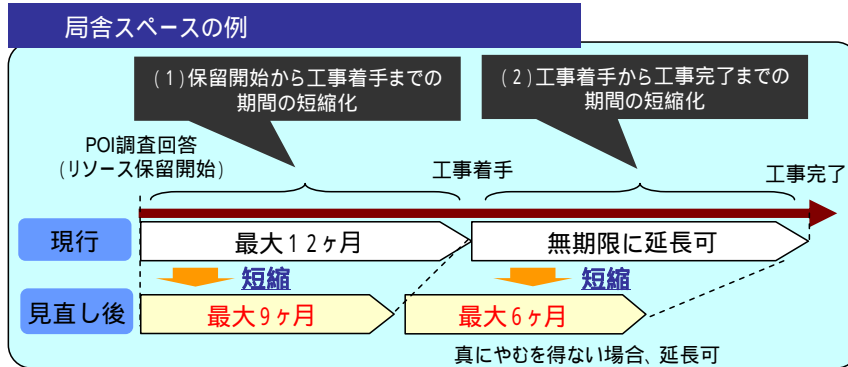 局舎スペースの例
(1)保留開始から工事着手までの
期間の短縮化
(2)工事着手から工事完了までの
期間の短縮化
POI調査回答
(リソース保留開始)
工事着手
工事完了
現行
最大12ヶ月
無期限に延長可
短縮
短縮
見直し後
最大9ヶ月
最大6ヶ月
真にやむを得ない場合、延長可